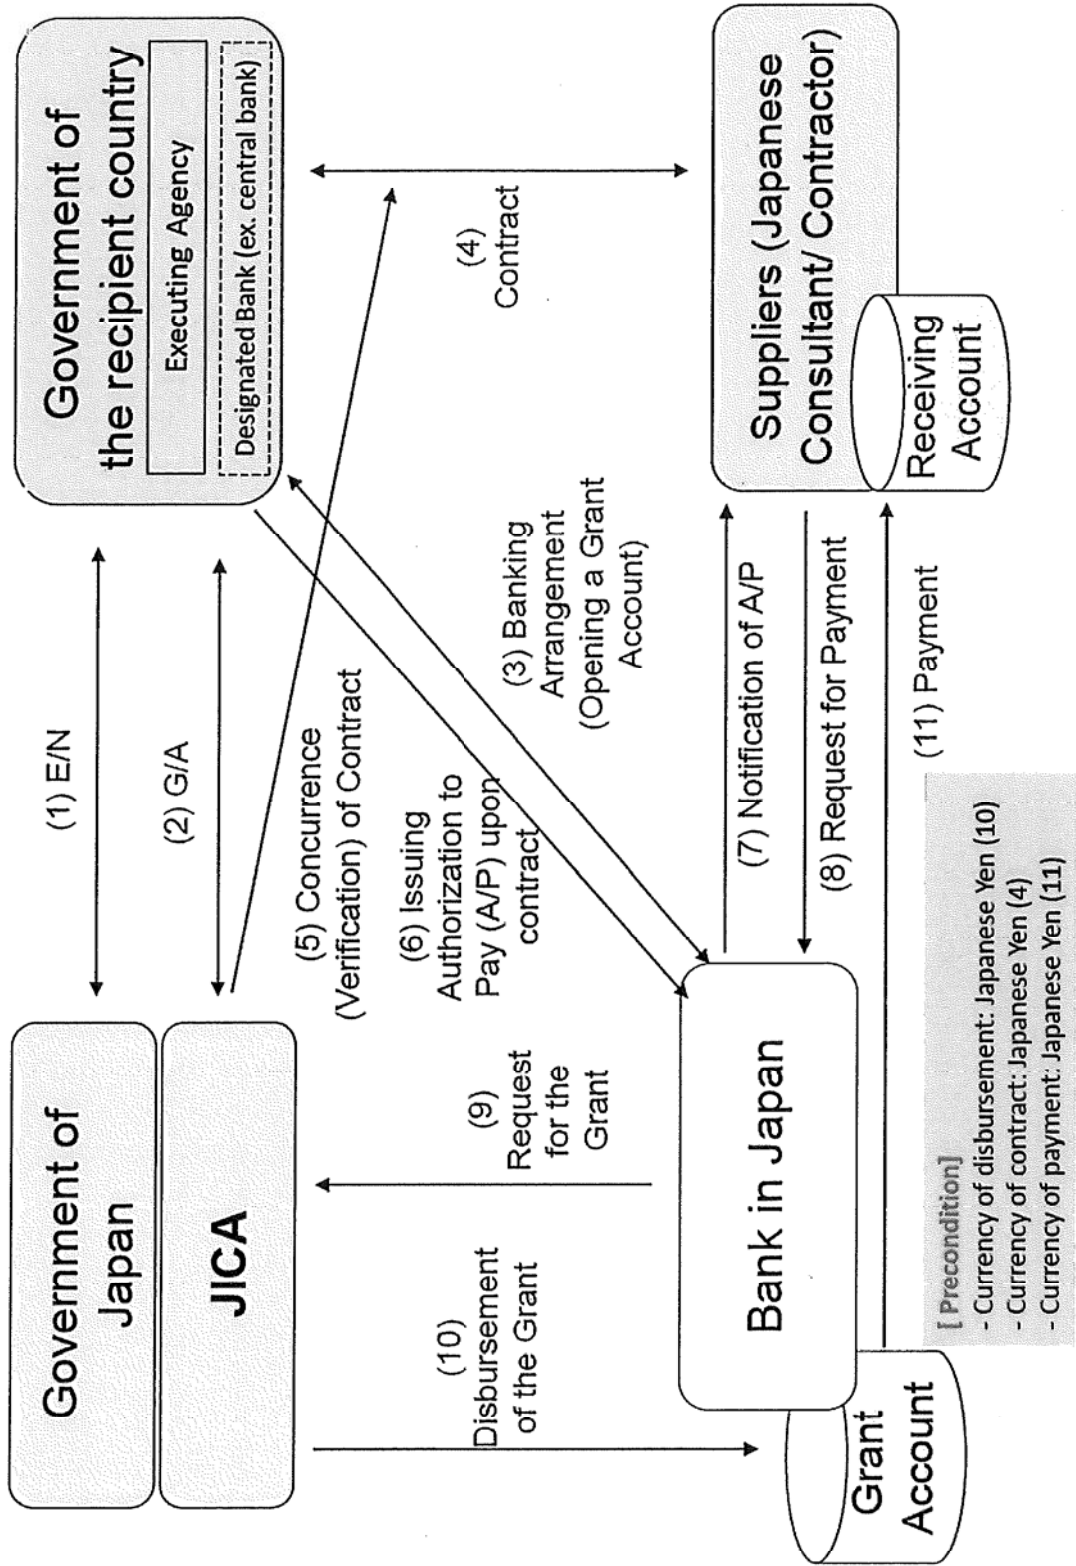 Government of
Japan
JICA
(1) E/N
(2) G/A
Government of
the recipient country
Executing Agency
Designated Bank (ex. central bank)
(5) Concurrence
(Verification) of Contract
(6) Issuing
Authorization to
Pay (A/P) upon
contract
(4)
Contract
(10)
Disbursement
of the Grant
(9)
Request
for the
Grant
(3) Banking
Arrangement
(Opening a Grant
Account)
Bank in Japan
Grant
Account
(7) Notification of A/P
(8) Request for Payment
(11) Payment
Suppliers (Japanese
Consultant/ Contractor)
Receiving
Account
[ Precondition]
- Currency of disbursement: Japanese Yen (10)
- Currency of contract: Japanese Yen (4)
- Currency of payment: Japanese Yen (11)